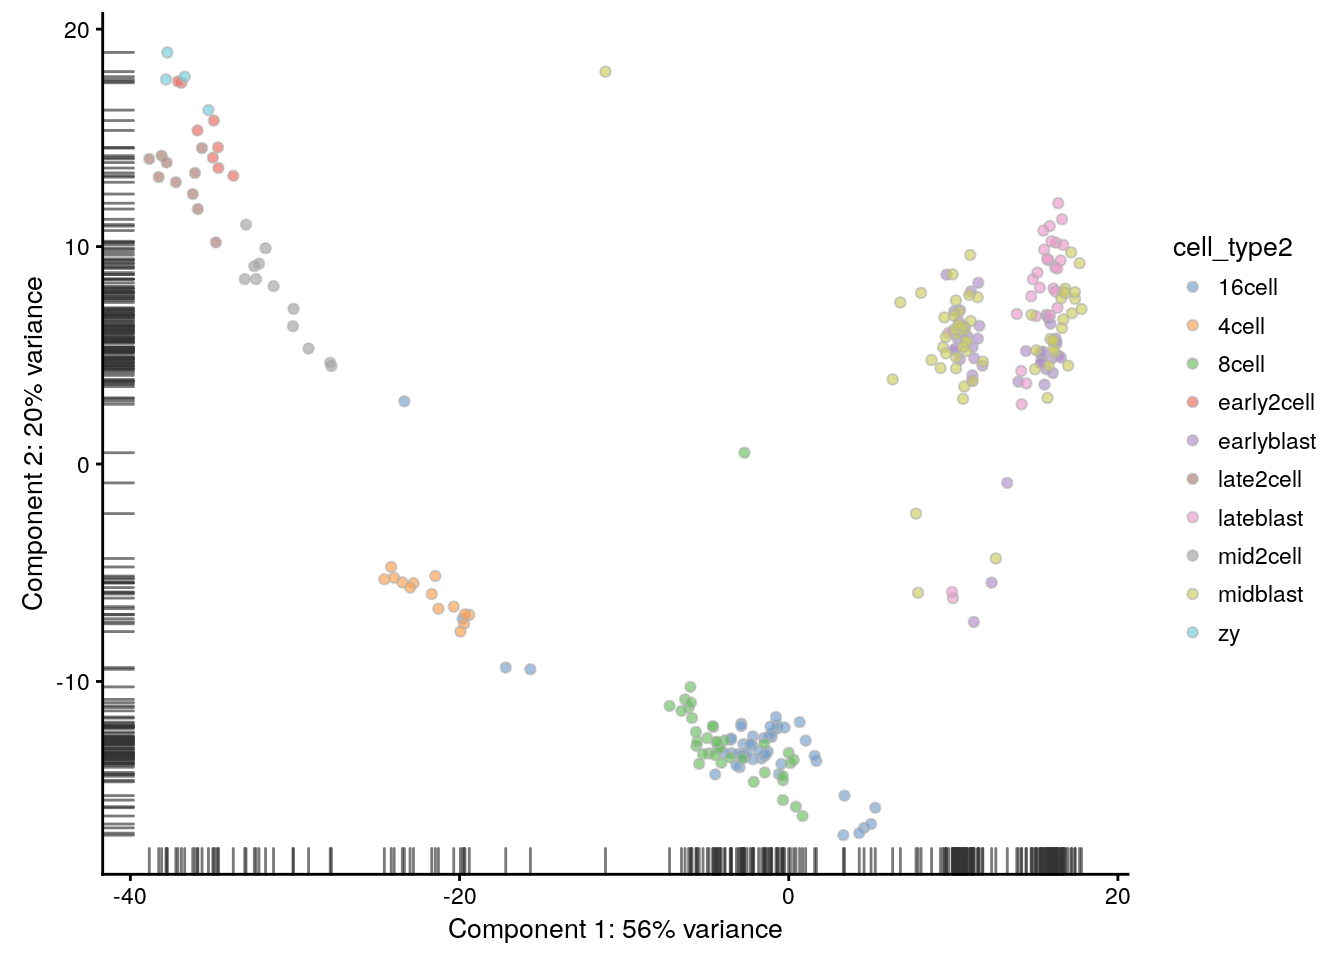 20
10
0
-10
-40
-20
0
20
Component 1: 56% variance
Component 2: 20% variance
cell_type2
16cell
4cell
8cell
early2cell
earlyblast
late2cell
lateblast
mid2cell
midblast
zy